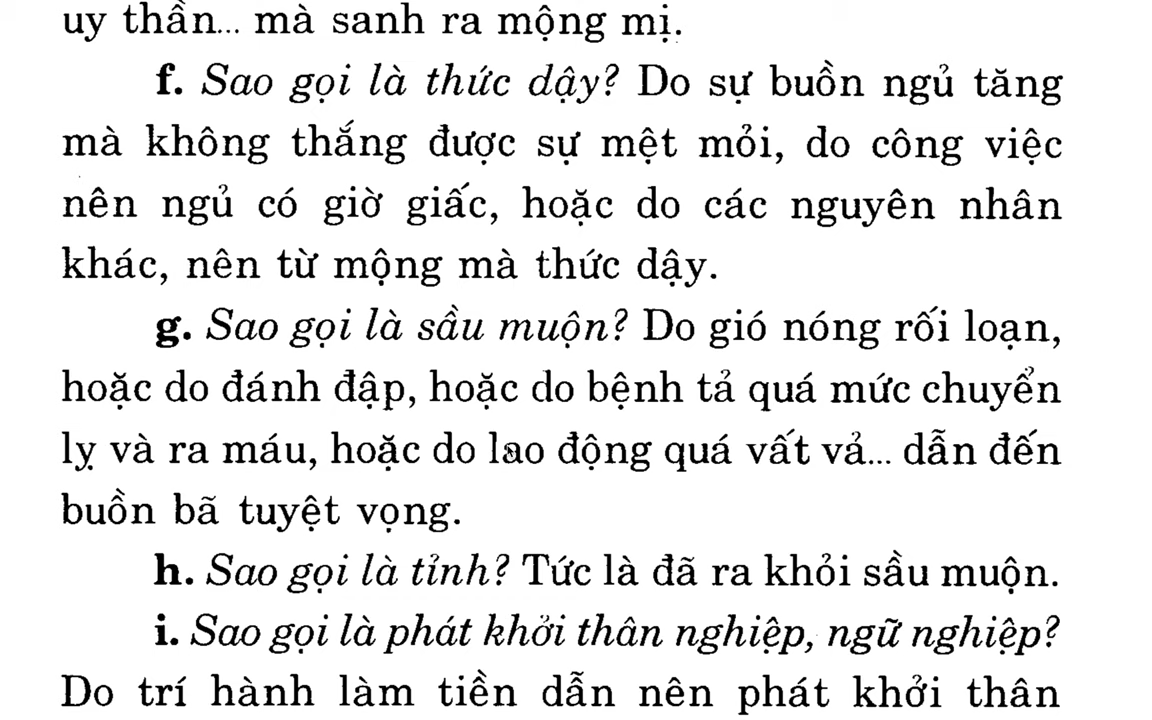 uy thần... mà sanh ra mộng mị.
f. Sao gọi là thức dậy? Do sự buồn ngủ tăng
mà không thắng được sự mệt mỏi, do công việc
nên ngủ có giờ giấc, hoặc do các nguyên nhân
khác, nên từ mộng mà thức dậy.
g. Sao gọi là sầu muộn? Do gió nóng rối loạn,
hoặc do đánh đập, hoặc do bệnh tả quá mức chuyển
lỵ và ra máu, hoặc do lao động quá vất vả... dẫn đến
buồn bã tuyệt vọng.
h. Sao gọi là tỉnh? Tức là đã ra khỏi sầu muộn.
i. Sao gọi là phát khởi thân nghiệp, ngữ nghiệp?
Do trí hành làm tiền dẫn nên phát khởi thân